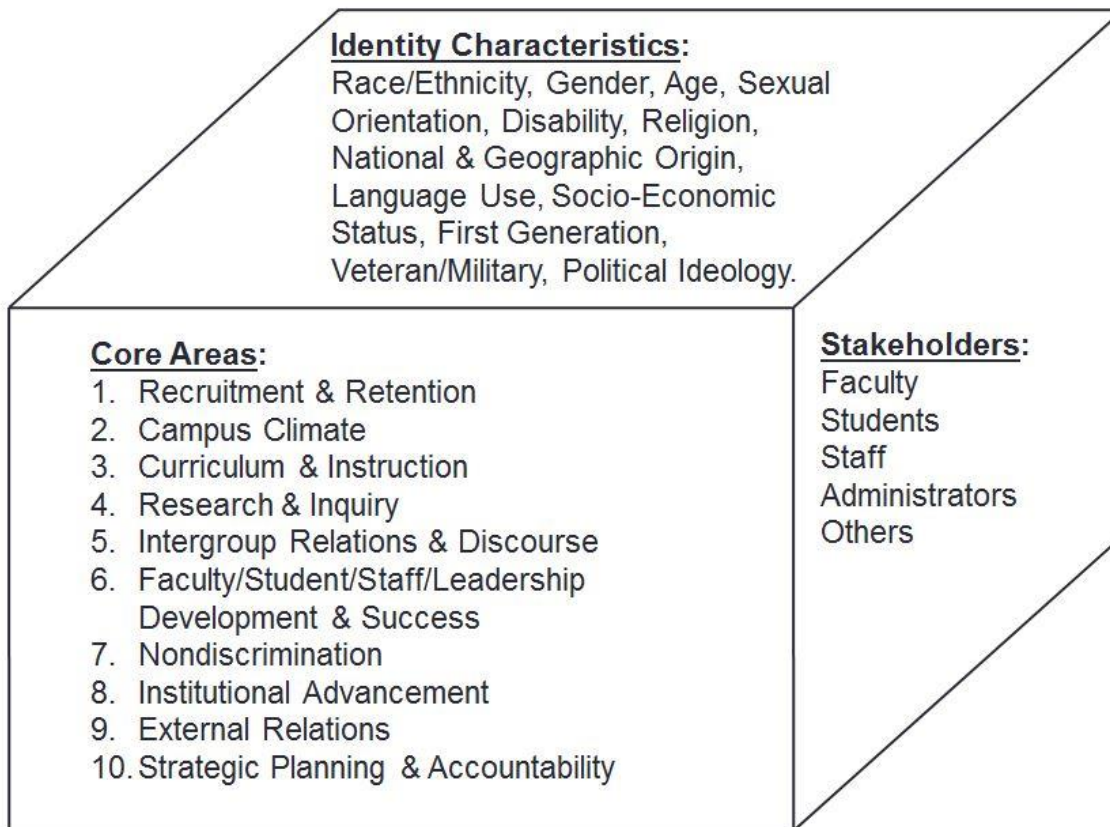 Identity Characteristics:
Race/Ethnicity, Gender, Age, Sexual
Orientation, Disability, Religion,
National & Geographic Origin,
Language Use, Socio-Economic
Status, First Generation,
Veteran/Military, Political Ideology.
Core Areas:
1. Recruitment & Retention
2. Campus Climate
3. Curriculum & Instruction
4. Research & Inquiry
5. Intergroup Relations & Discourse
6. Faculty/Student/Staff/Leadership
Development & Success
7. Nondiscrimination
8. Institutional Advancement
9. External Relations
10. Strategic Planning & Accountability
Stakeholders:
Faculty
Students
Staff
Administrators
Others